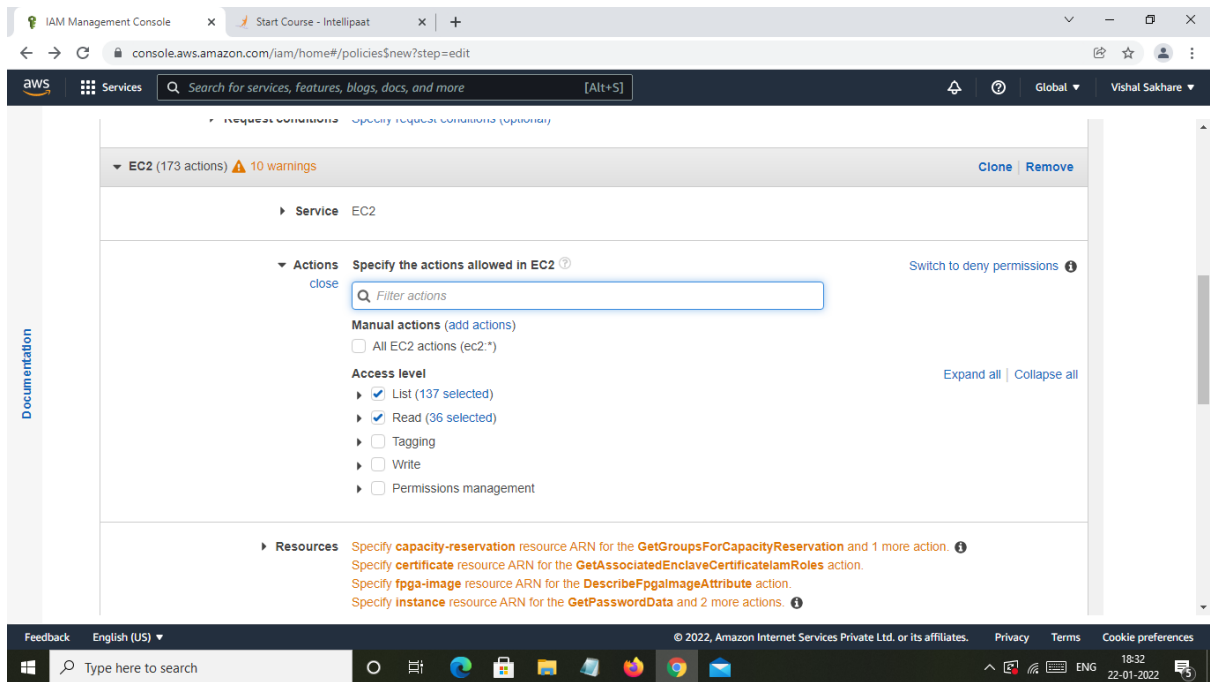 IAM Management Console
Start Course - Intellipaat
console.aws.amazon.com/iam/home#/policies$new?step=edit
aws Services Search for services, features, blogs, docs, and more [Alt+S] Global Vishal Sakhare
Request conditions Specify request conditions (optional)
EC2 (173 actions) 10 warnings Clone Remove
Service EC2
Actions Specify the actions allowed in EC2 Switch to deny permissions
close
Filter actions
Manual actions (add actions)
All EC2 actions (ec2:*)
Access level Expand all Collapse all
List (137 selected)
Read (36 selected)
Tagging
Write
Permissions management
Documentation
Resources Specify capacity-reservation resource ARN for the GetGroupsForCapacityReservation and 1 more action.
Specify certificate resource ARN for the GetAssociatedEnclaveCertificateIamRoles action.
Specify fpga-image resource ARN for the DescribeFpgaImageAttribute action.
Specify instance resource ARN for the GetPasswordData and 2 more actions.
Feedback English (US) © 2022, Amazon Internet Services Private Ltd. or its affiliates. Privacy Terms Cookie preferences
Type here to search ENG 18:32
22-01-2022 5